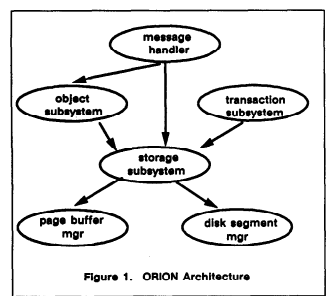 message
handler
object
subsystem
transaction
subsystem
storage
subsystem
page buffer
mgr
disk segment
mgr
Figure 1. ORION Architecture